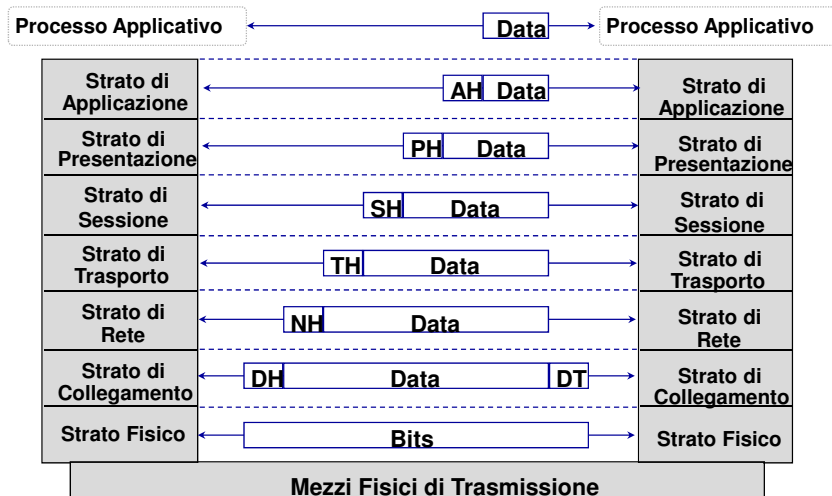 Processo Applicativo Data Processo Applicativo
Strato di
Applicazione
AH Data
Strato di
Applicazione
Strato di
Presentazione
PH Data
Strato di
Presentazione
Strato di
Sessione
SH Data
Strato di
Sessione
Strato di
Trasporto
TH Data
Strato di
Trasporto
Strato di
Rete
NH Data
Strato di
Rete
Strato di
Collegamento
DH Data DT
Strato di
Collegamento
Strato Fisico Bits Strato Fisico
Mezzi Fisici di Trasmissione